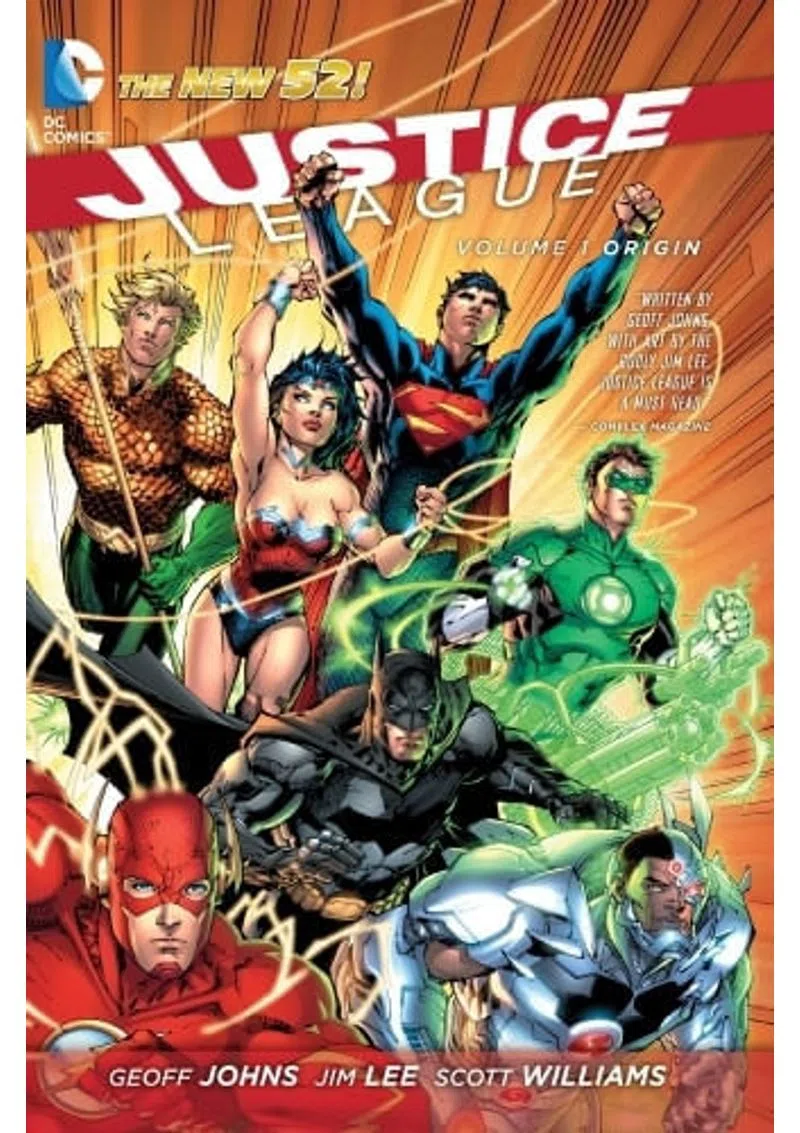 DC
COMICS™
THE NEW 52!
JUSTICE
LEAGUE
VOLUME 1 ORIGIN
"WRITTEN BY
GEOFF JOHNS,
WITH ART BY THE
GODLY JIM LEE,
JUSTICE LEAGUE IS
A MUST READ."
— COMPLEX MAGAZINE
GEOFF JOHNS JIM LEE SCOTT WILLIAMS